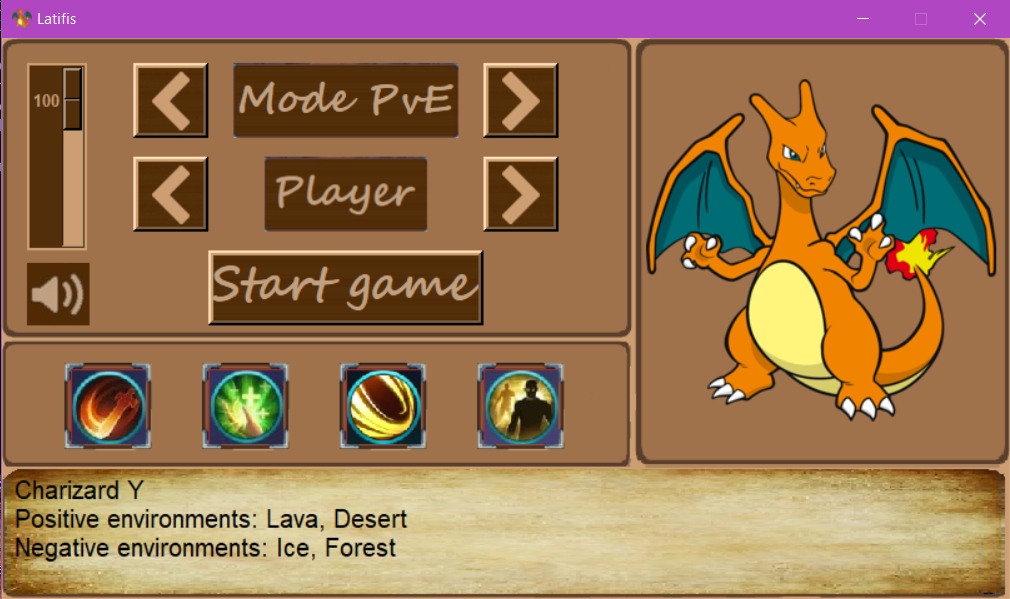 Latifis
100
Mode PvE
Player
Start game
Charizard Y
Positive environments: Lava, Desert
Negative environments: Ice, Forest